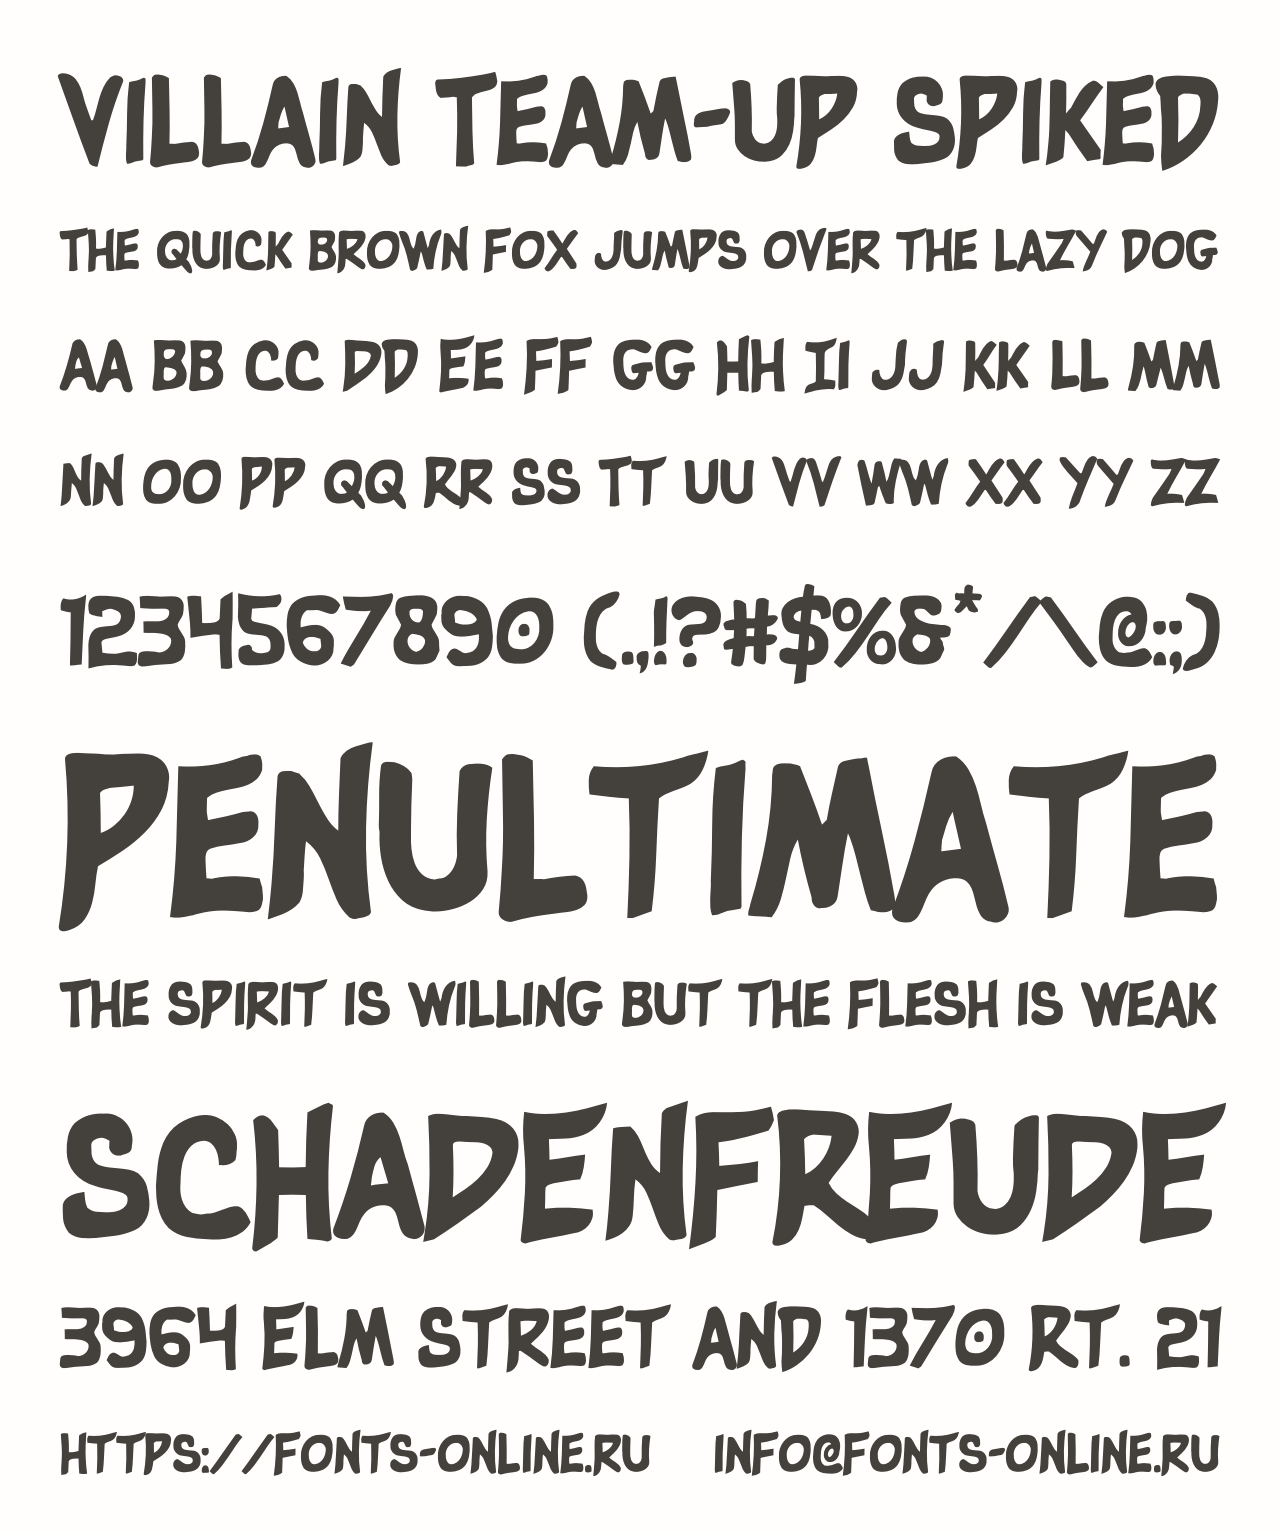 VILLAIN TEAM-UP SPIKED
THE QUICK BROWN FOX JUMPS OVER THE LAZY DOG
AA BB CC DD EE FF GG HH II JJ KK LL MM
NN OO PP QQ RR SS TT UU VV WW XX YY ZZ
1234567890 (.,!?#$%&*/\@:;)
PENULTIMATE
THE SPIRIT IS WILLING BUT THE FLESH IS WEAK
SCHADENFREUDE
3964 ELM STREET AND 1370 RT. 21
HTTPS://FONTS-ONLINE.RU INFO@FONTS-ONLINE.RU